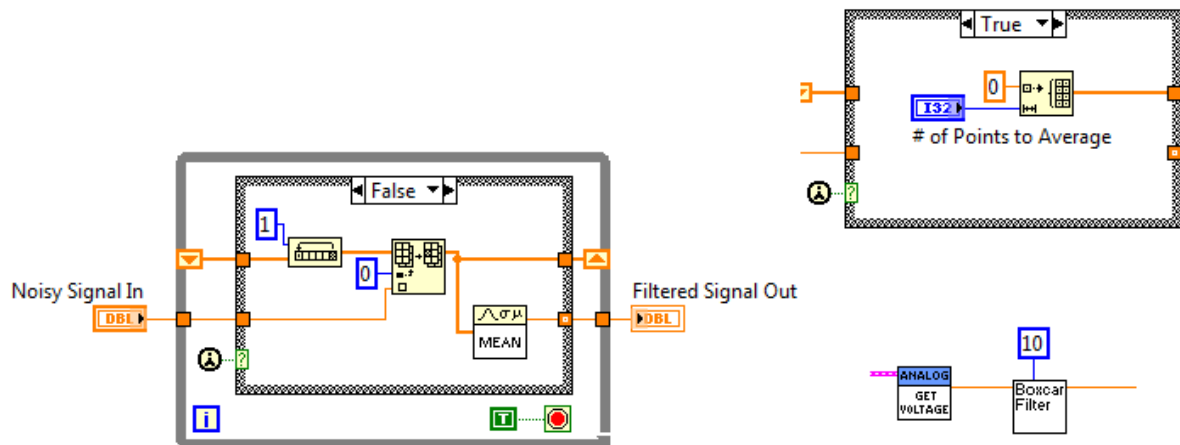 True
0
I32
# of Points to Average
?
False
1
0
Noisy Signal In
DBL
Filtered Signal Out
DBL
σμ
MEAN
?
i
T
10
ANALOG
GET
VOLTAGE
Boxcar
Filter